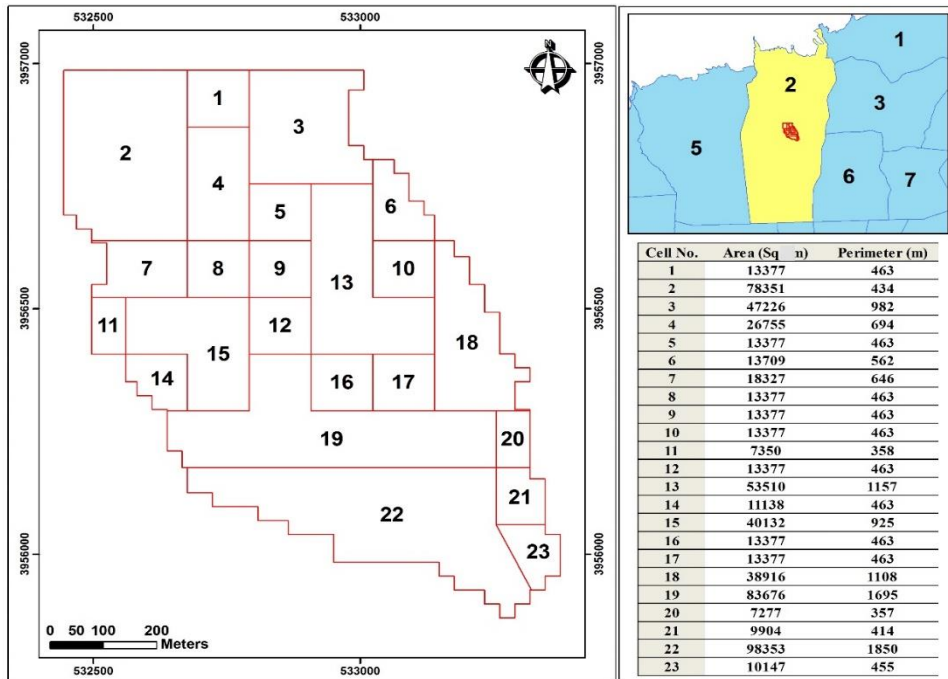 532500 533000
3957000 3957000
3956500 3956500
3956000 3956000
532500 533000
N
1
2
3
4
5
6
7
8
9
10
13
11
12
18
15
14
16
17
19
20
21
22
23
0 50 100 200
Meters
1
2
3
5
6
7
Cell No. Area (Sq m) Perimeter (m)
1 13377 463
2 78351 434
3 47226 982
4 26755 694
5 13377 463
6 13709 562
7 18327 646
8 13377 463
9 13377 463
10 13377 463
11 7350 358
12 13377 463
13 53510 1157
14 11138 463
15 40132 925
16 13377 463
17 13377 463
18 38916 1108
19 83676 1695
20 7277 357
21 9904 414
22 98353 1850
23 10147 455